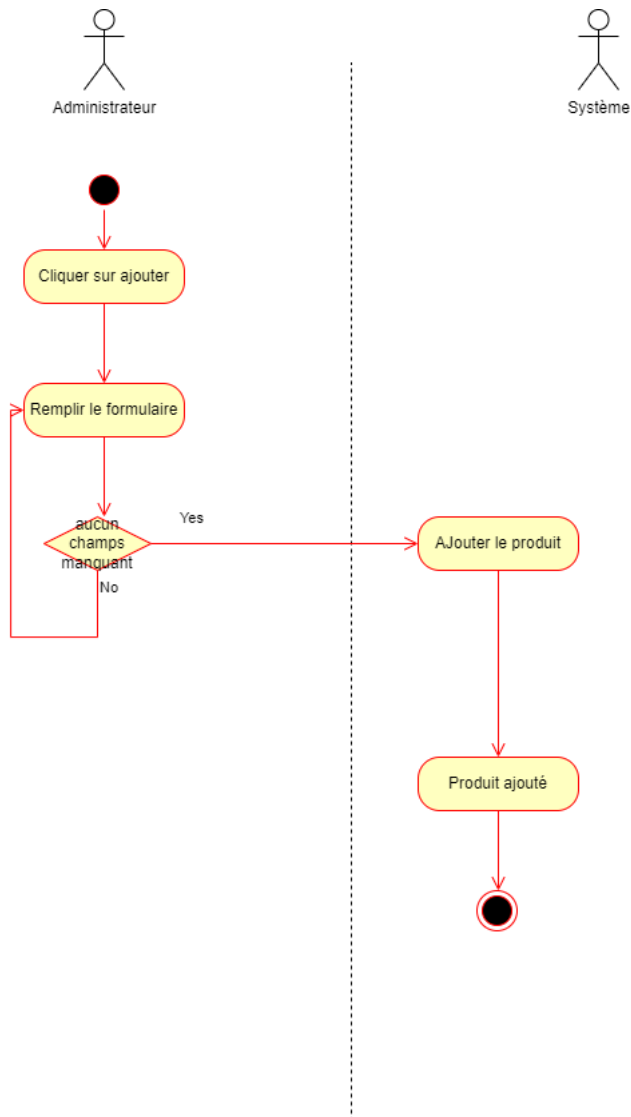 Administrateur
Système
Cliquer sur ajouter
Remplir le formulaire
aucun
champs
manquant
Yes
No
AJouter le produit
Produit ajouté